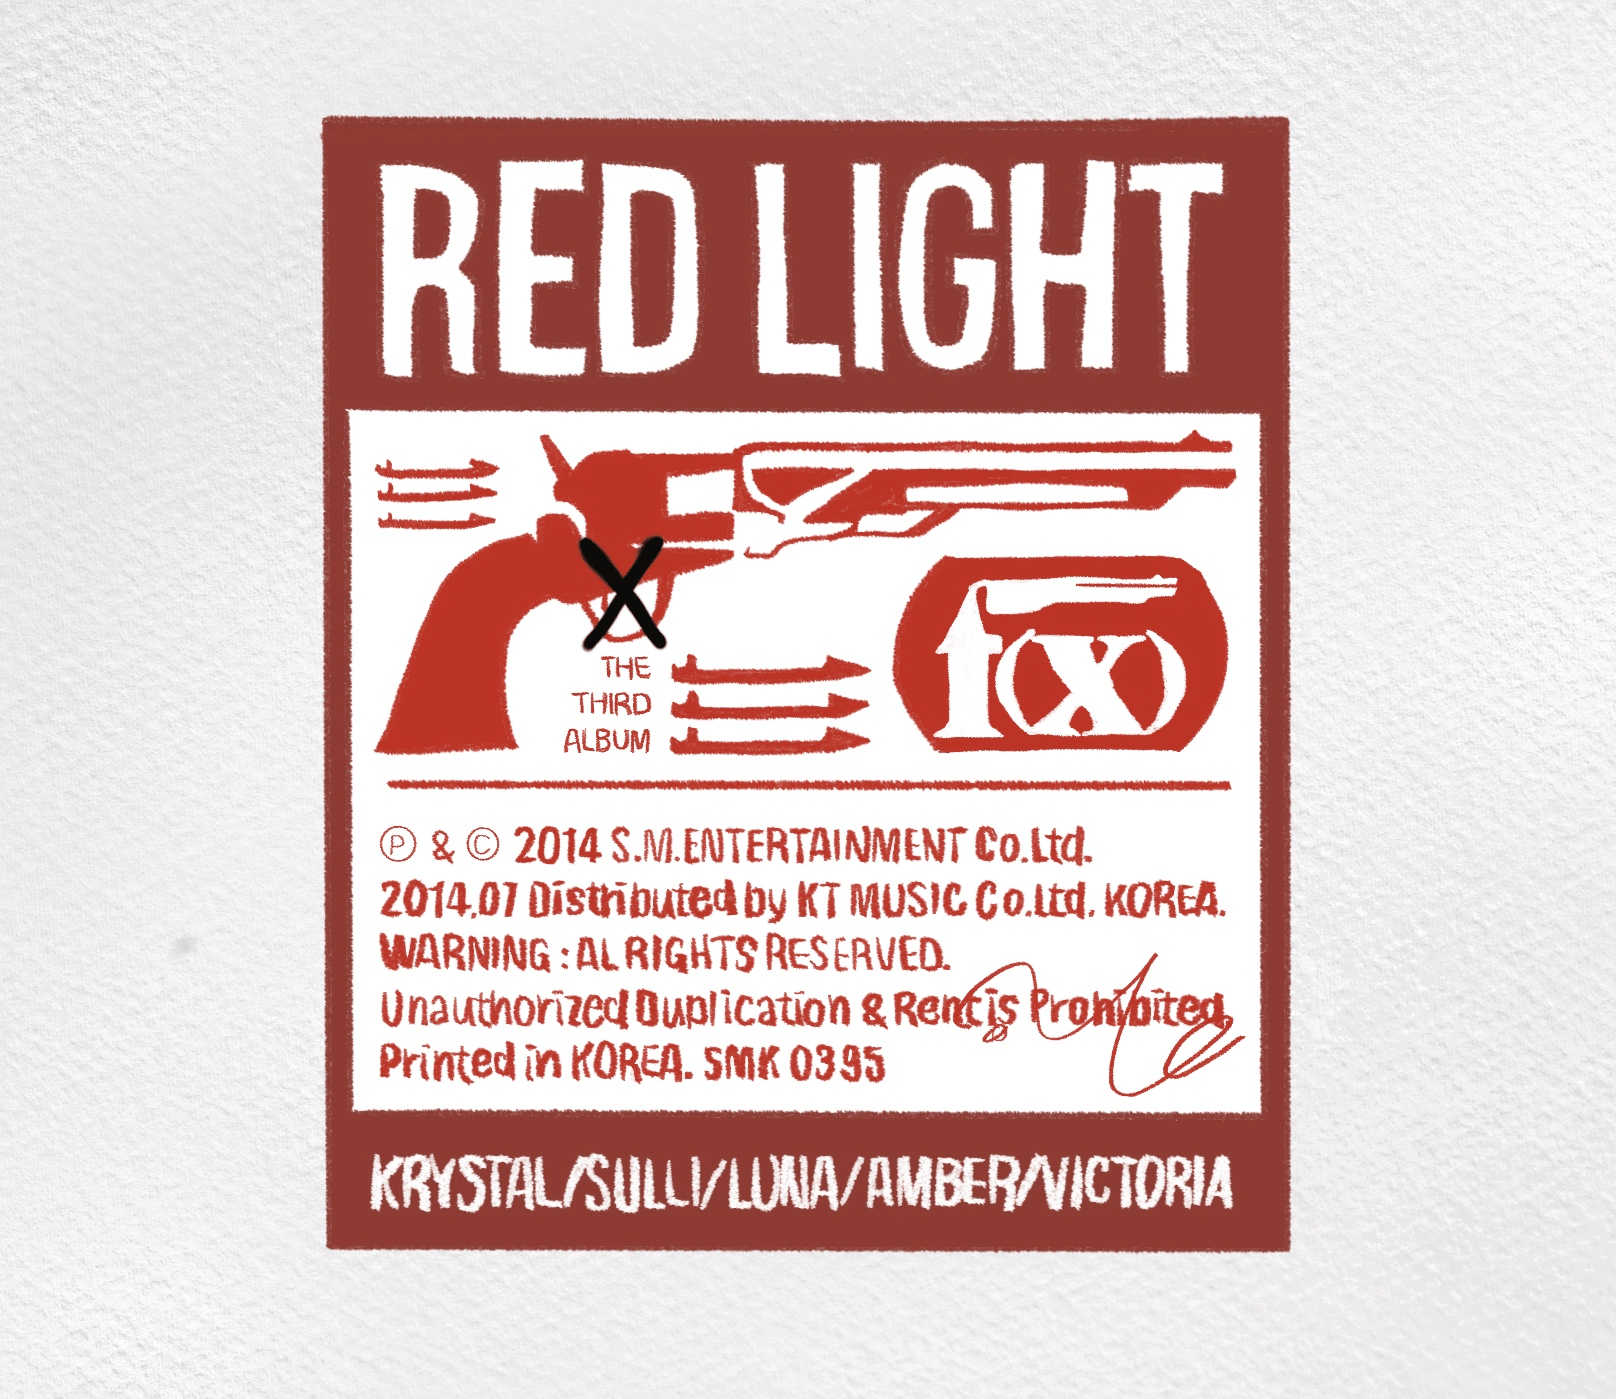 RED LIGHT
THE
THIRD
ALBUM
f(x)
Ⓟ & Ⓒ 2014 S.M.ENTERTAINMENT Co.Ltd.
2014.07 Distributed by KT MUSIC Co.Ltd. KOREA.
WARNING : AL RIGHTS RESERVED.
Unauthorized Duplication & Rent is Prohibited.
Printed in KOREA. SMK 0395
KRYSTAL/SULLI/LUNA/AMBER/VICTORIA